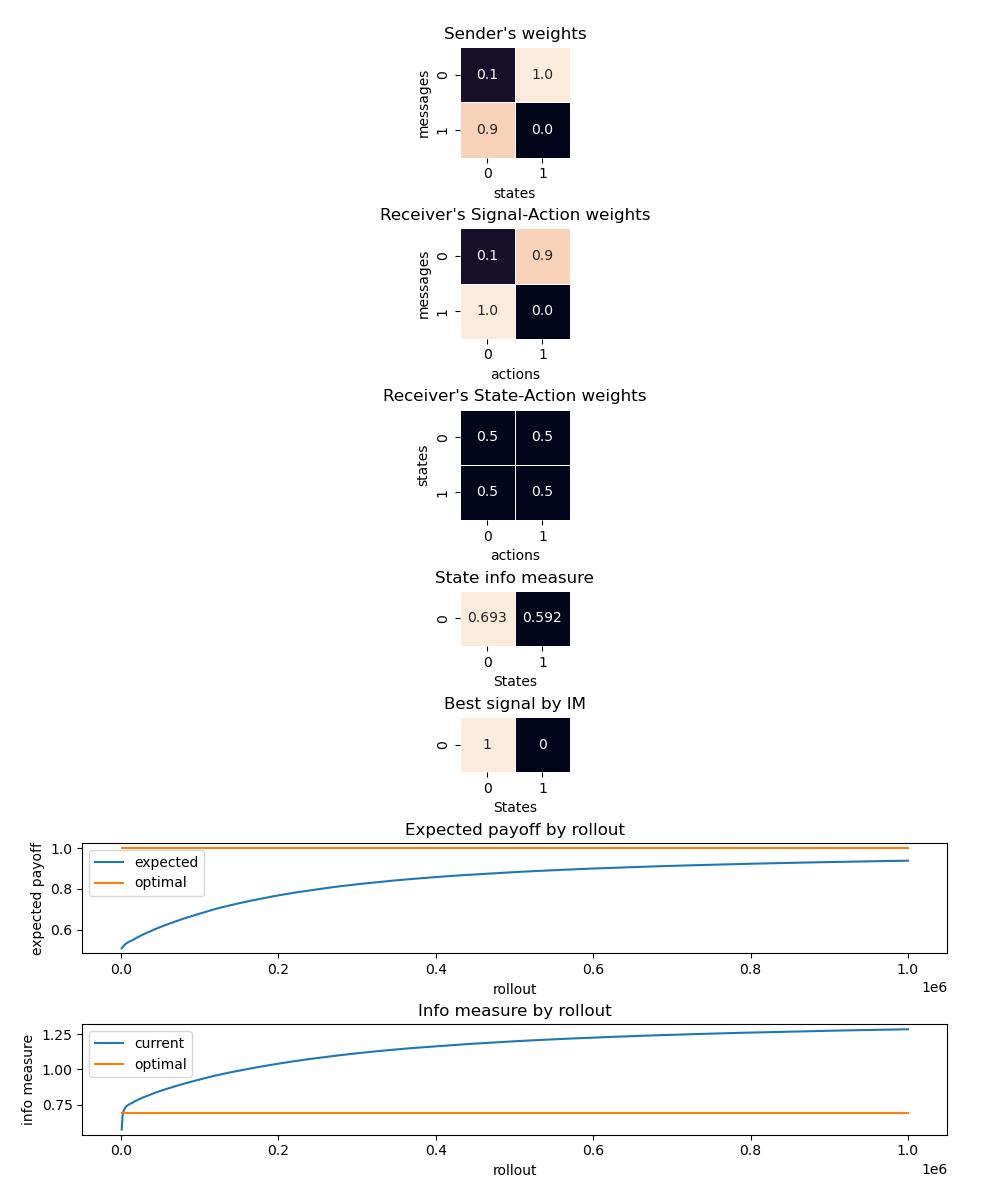 Sender's weights
messages
0
0.1 1.0
1
0.9 0.0
0 1
states
Receiver's Signal-Action weights
messages
0
0.1 0.9
1
1.0 0.0
0 1
actions
Receiver's State-Action weights
states
0
0.5 0.5
1
0.5 0.5
0 1
actions
State info measure
0
0.693 0.592
0 1
States
Best signal by IM
0
1 0
0 1
States
Expected payoff by rollout
expected payoff
1.0
0.8
0.6
expected
optimal
0.0 0.2 0.4 0.6 0.8 1.0
1e6
rollout
Info measure by rollout
info measure
1.25
1.00
0.75
current
optimal
0.0 0.2 0.4 0.6 0.8 1.0
1e6
rollout